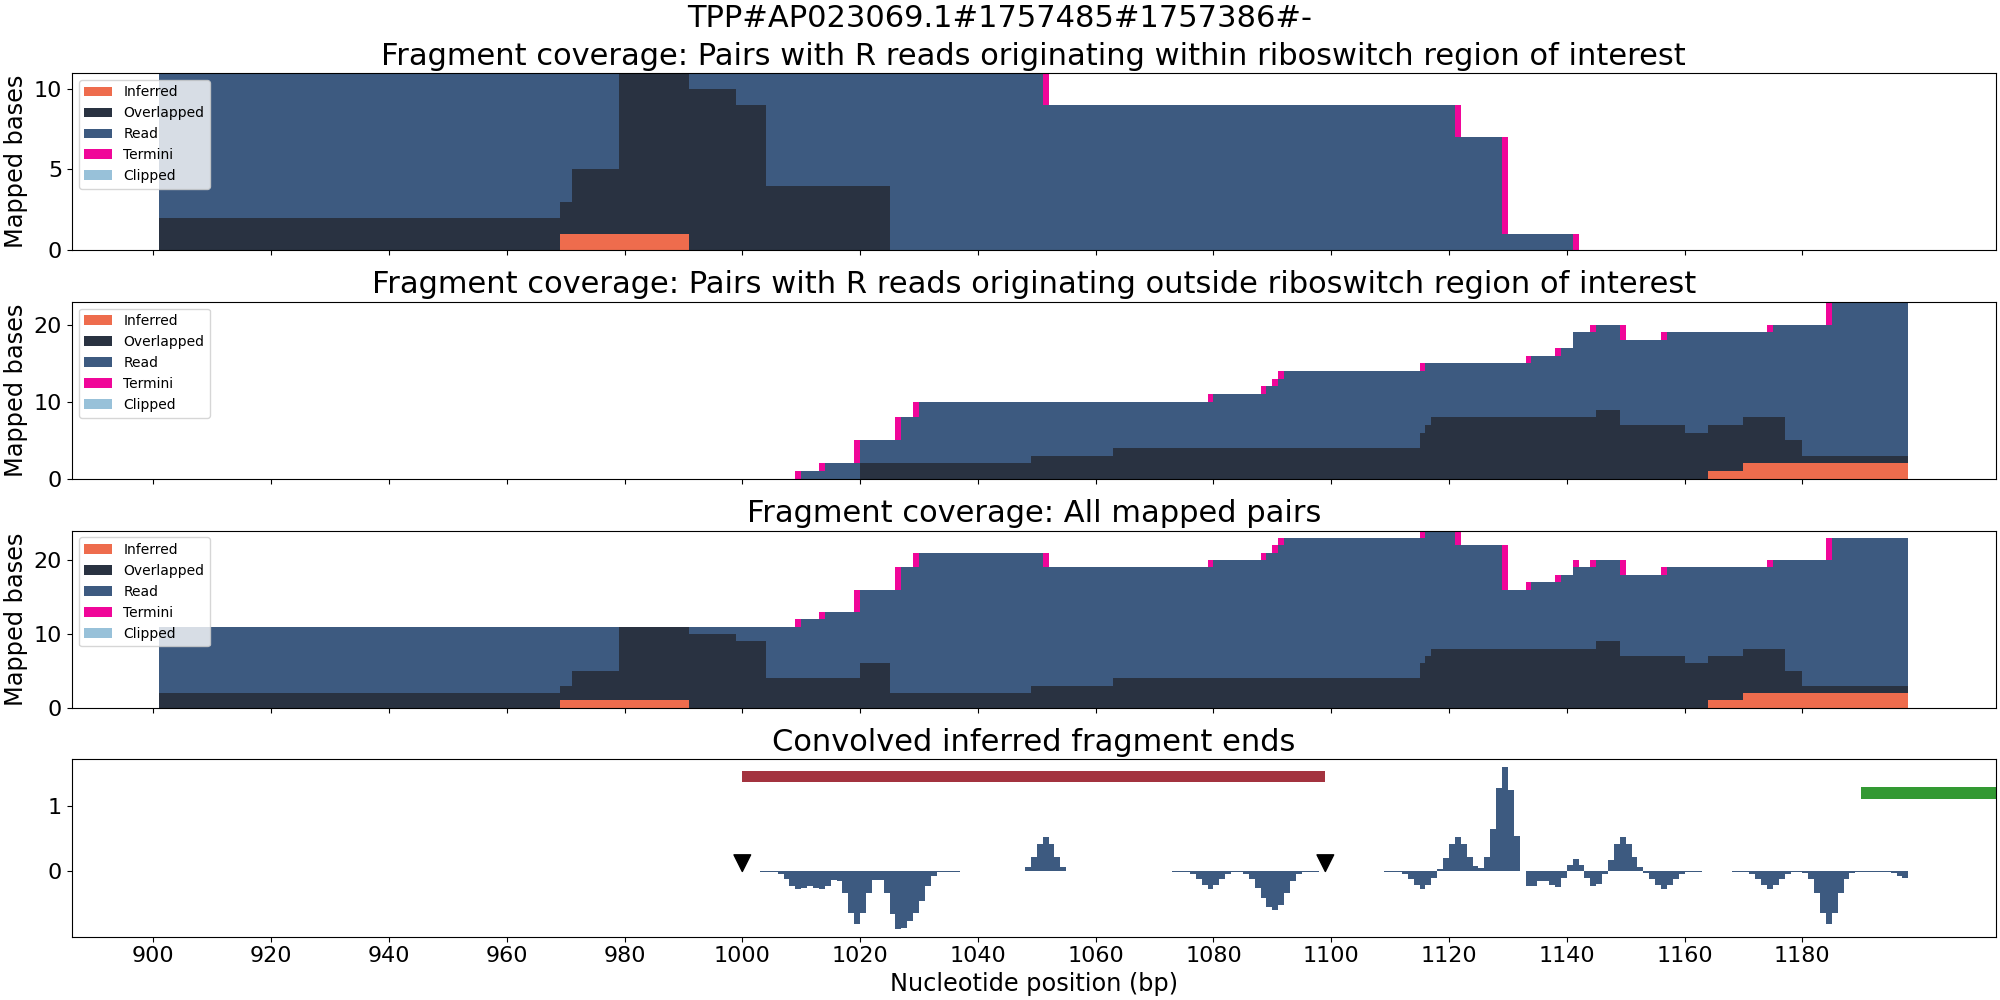 TPP#AP023069.1#1757485#1757386#-
Fragment coverage: Pairs with R reads originating within riboswitch region of interest
Mapped bases
10
5
0
Inferred
Overlapped
Read
Termini
Clipped
Fragment coverage: Pairs with R reads originating outside riboswitch region of interest
Mapped bases
20
10
0
Inferred
Overlapped
Read
Termini
Clipped
Fragment coverage: All mapped pairs
Mapped bases
20
10
0
Inferred
Overlapped
Read
Termini
Clipped
Convolved inferred fragment ends
1
0
900 920 940 960 980 1000 1020 1040 1060 1080 1100 1120 1140 1160 1180
Nucleotide position (bp)